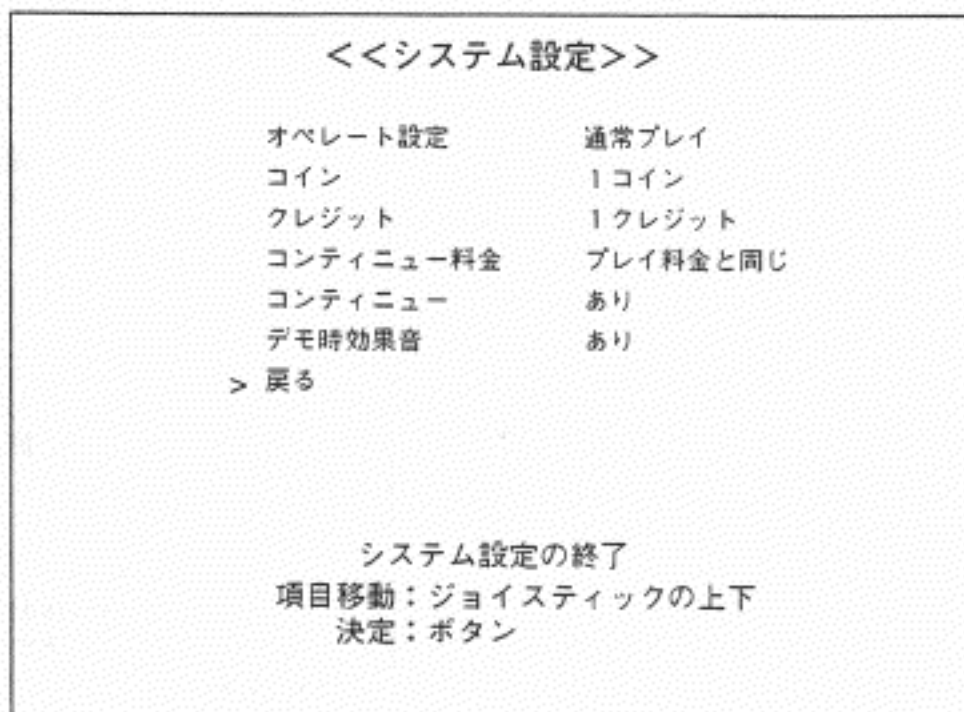 <<システム設定>>
オペレート設定 通常プレイ
コイン 1コイン
クレジット 1クレジット
コンティニュー料金 プレイ料金と同じ
コンティニュー あり
デモ時効果音 あり
> 戻る
システム設定の終了
項目移動:ジョイスティックの上下
決定:ボタン